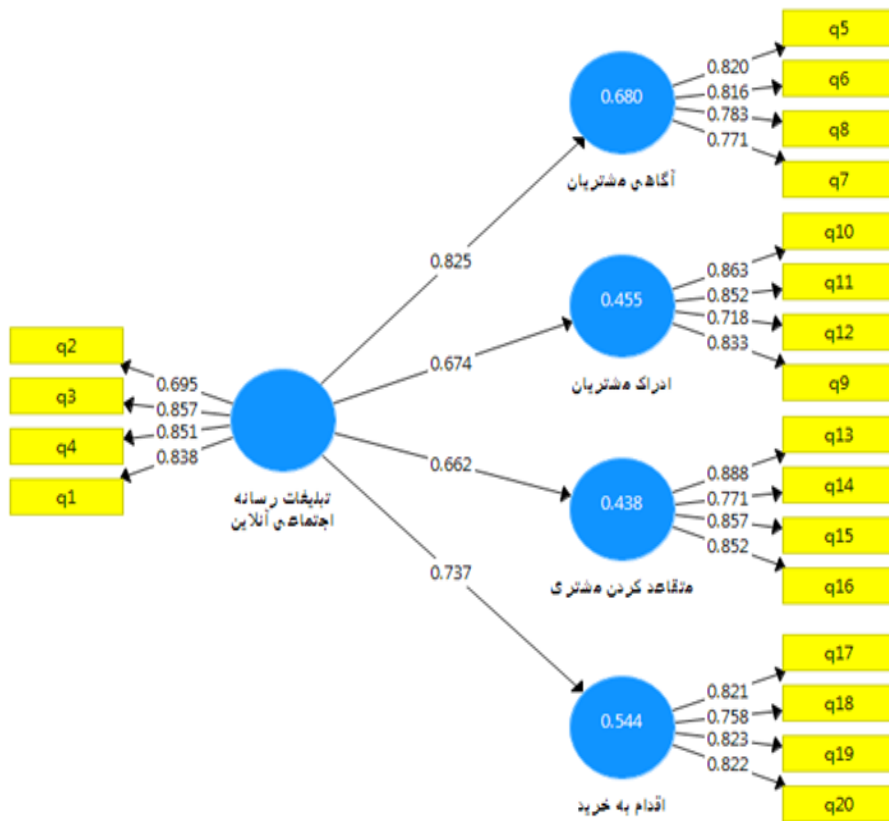 q5
0.820
q6
0.816
0.680
0.783
q8
0.771
q7
آگاهی مشتریان
q10
0.825
0.863
q11
0.852
0.455
0.718
q12
0.833
q9
ادراک مشتریان
0.674
q2
0.695
q3
0.857
q4
0.851
0.838
q1
تبلیغات رسانه
اجتماعی آنلاین
0.662
q13
0.888
q14
0.771
0.438
0.857
q15
0.852
q16
متقاعد کردن مشتری
0.737
q17
0.821
q18
0.758
0.544
0.823
q19
0.822
q20
اقدام به خرید